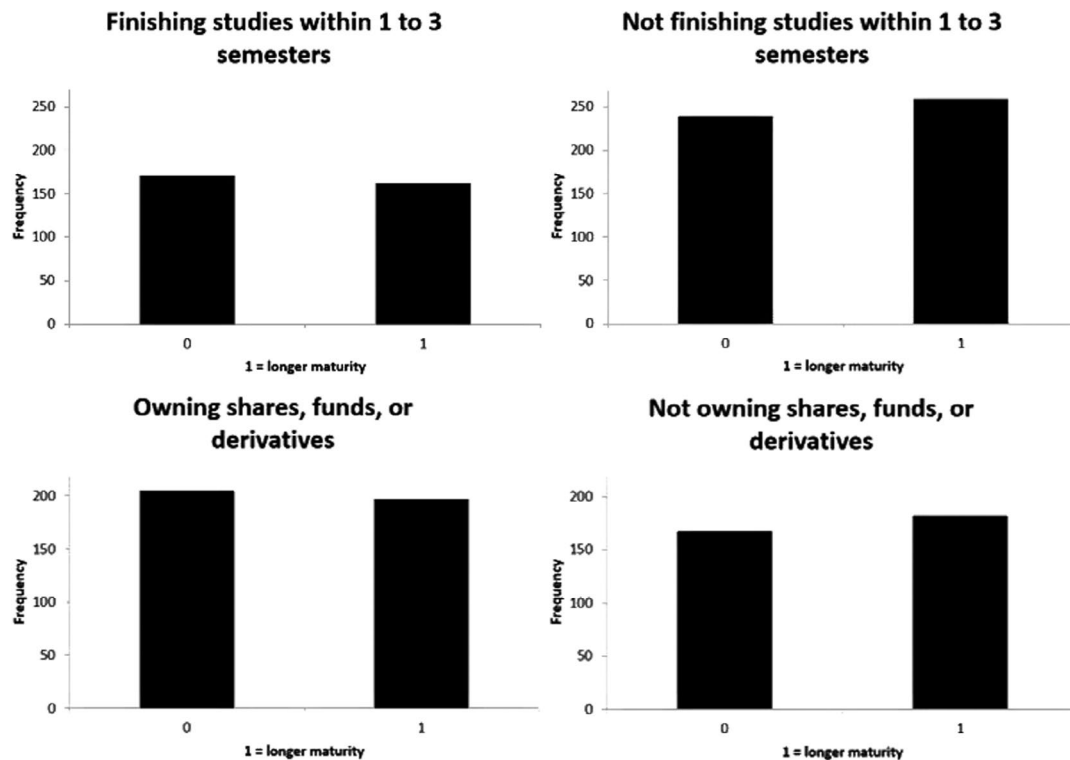 Finishing studies within 1 to 3
semesters
250
200
150
100
50
0
Frequency
0 1
1 = longer maturity
Not finishing studies within 1 to 3
semesters
250
200
150
100
50
0
Frequency
0 1
1 = longer maturity
Owning shares, funds, or
derivatives
200
150
100
50
0
Frequency
0 1
1 = longer maturity
Not owning shares, funds, or
derivatives
200
150
100
50
0
Frequency
0 1
1 = longer maturity